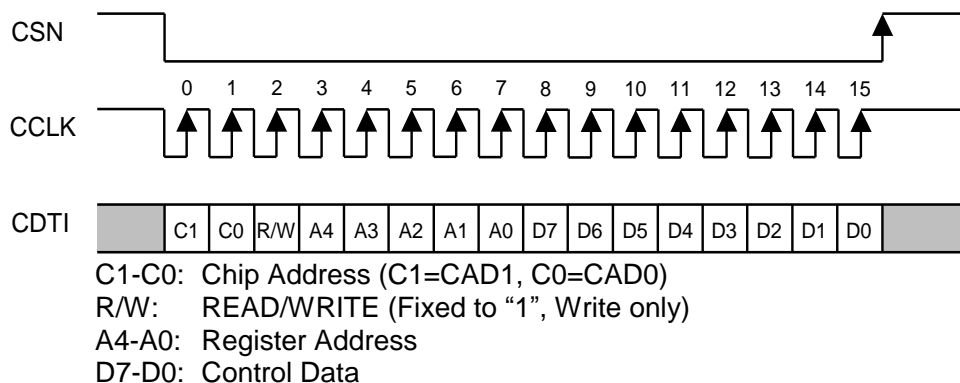 CSN
0 1 2 3 4 5 6 7 8 9 10 11 12 13 14 15
CCLK
CDTI
C1 C0 R/W A4 A3 A2 A1 A0 D7 D6 D5 D4 D3 D2 D1 D0
C1-C0: Chip Address (C1=CAD1, C0=CAD0)
R/W: READ/WRITE (Fixed to “1”, Write only)
A4-A0: Register Address
D7-D0: Control Data